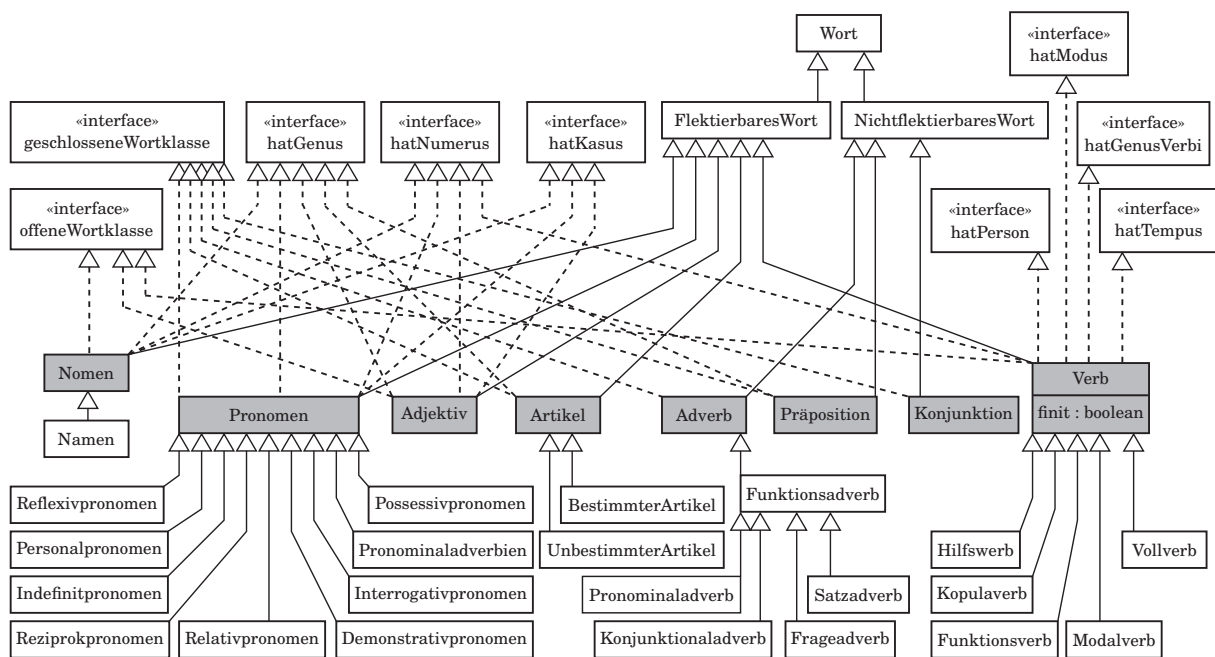 Wort
«interface»
hatModus
«interface»
geschlosseneWortklasse
«interface»
hatGenus
«interface»
hatNumerus
«interface»
hatKasus
FlektierbaresWort
NichtflektierbaresWort
«interface»
hatGenusVerbi
«interface»
offeneWortklasse
«interface»
hatPerson
«interface»
hatTempus
Nomen
Namen
Pronomen
Adjektiv
Artikel
Adverb
Präposition
Konjunktion
Verb
finit : boolean
Reflexivpronomen
Possessivpronomen
BestimmterArtikel
Funktionsadverb
Personalpronomen
Pronominaladverbien
UnbestimmterArtikel
Hilfswerb
Vollverb
Indefinitpronomen
Interrogativpronomen
Pronominaladverb
Satzadverb
Kopulaverb
Reziprokpronomen
Relativpronomen
Demonstrativpronomen
Konjunktionaladverb
Frageadverb
Funktionsverb
Modalverb